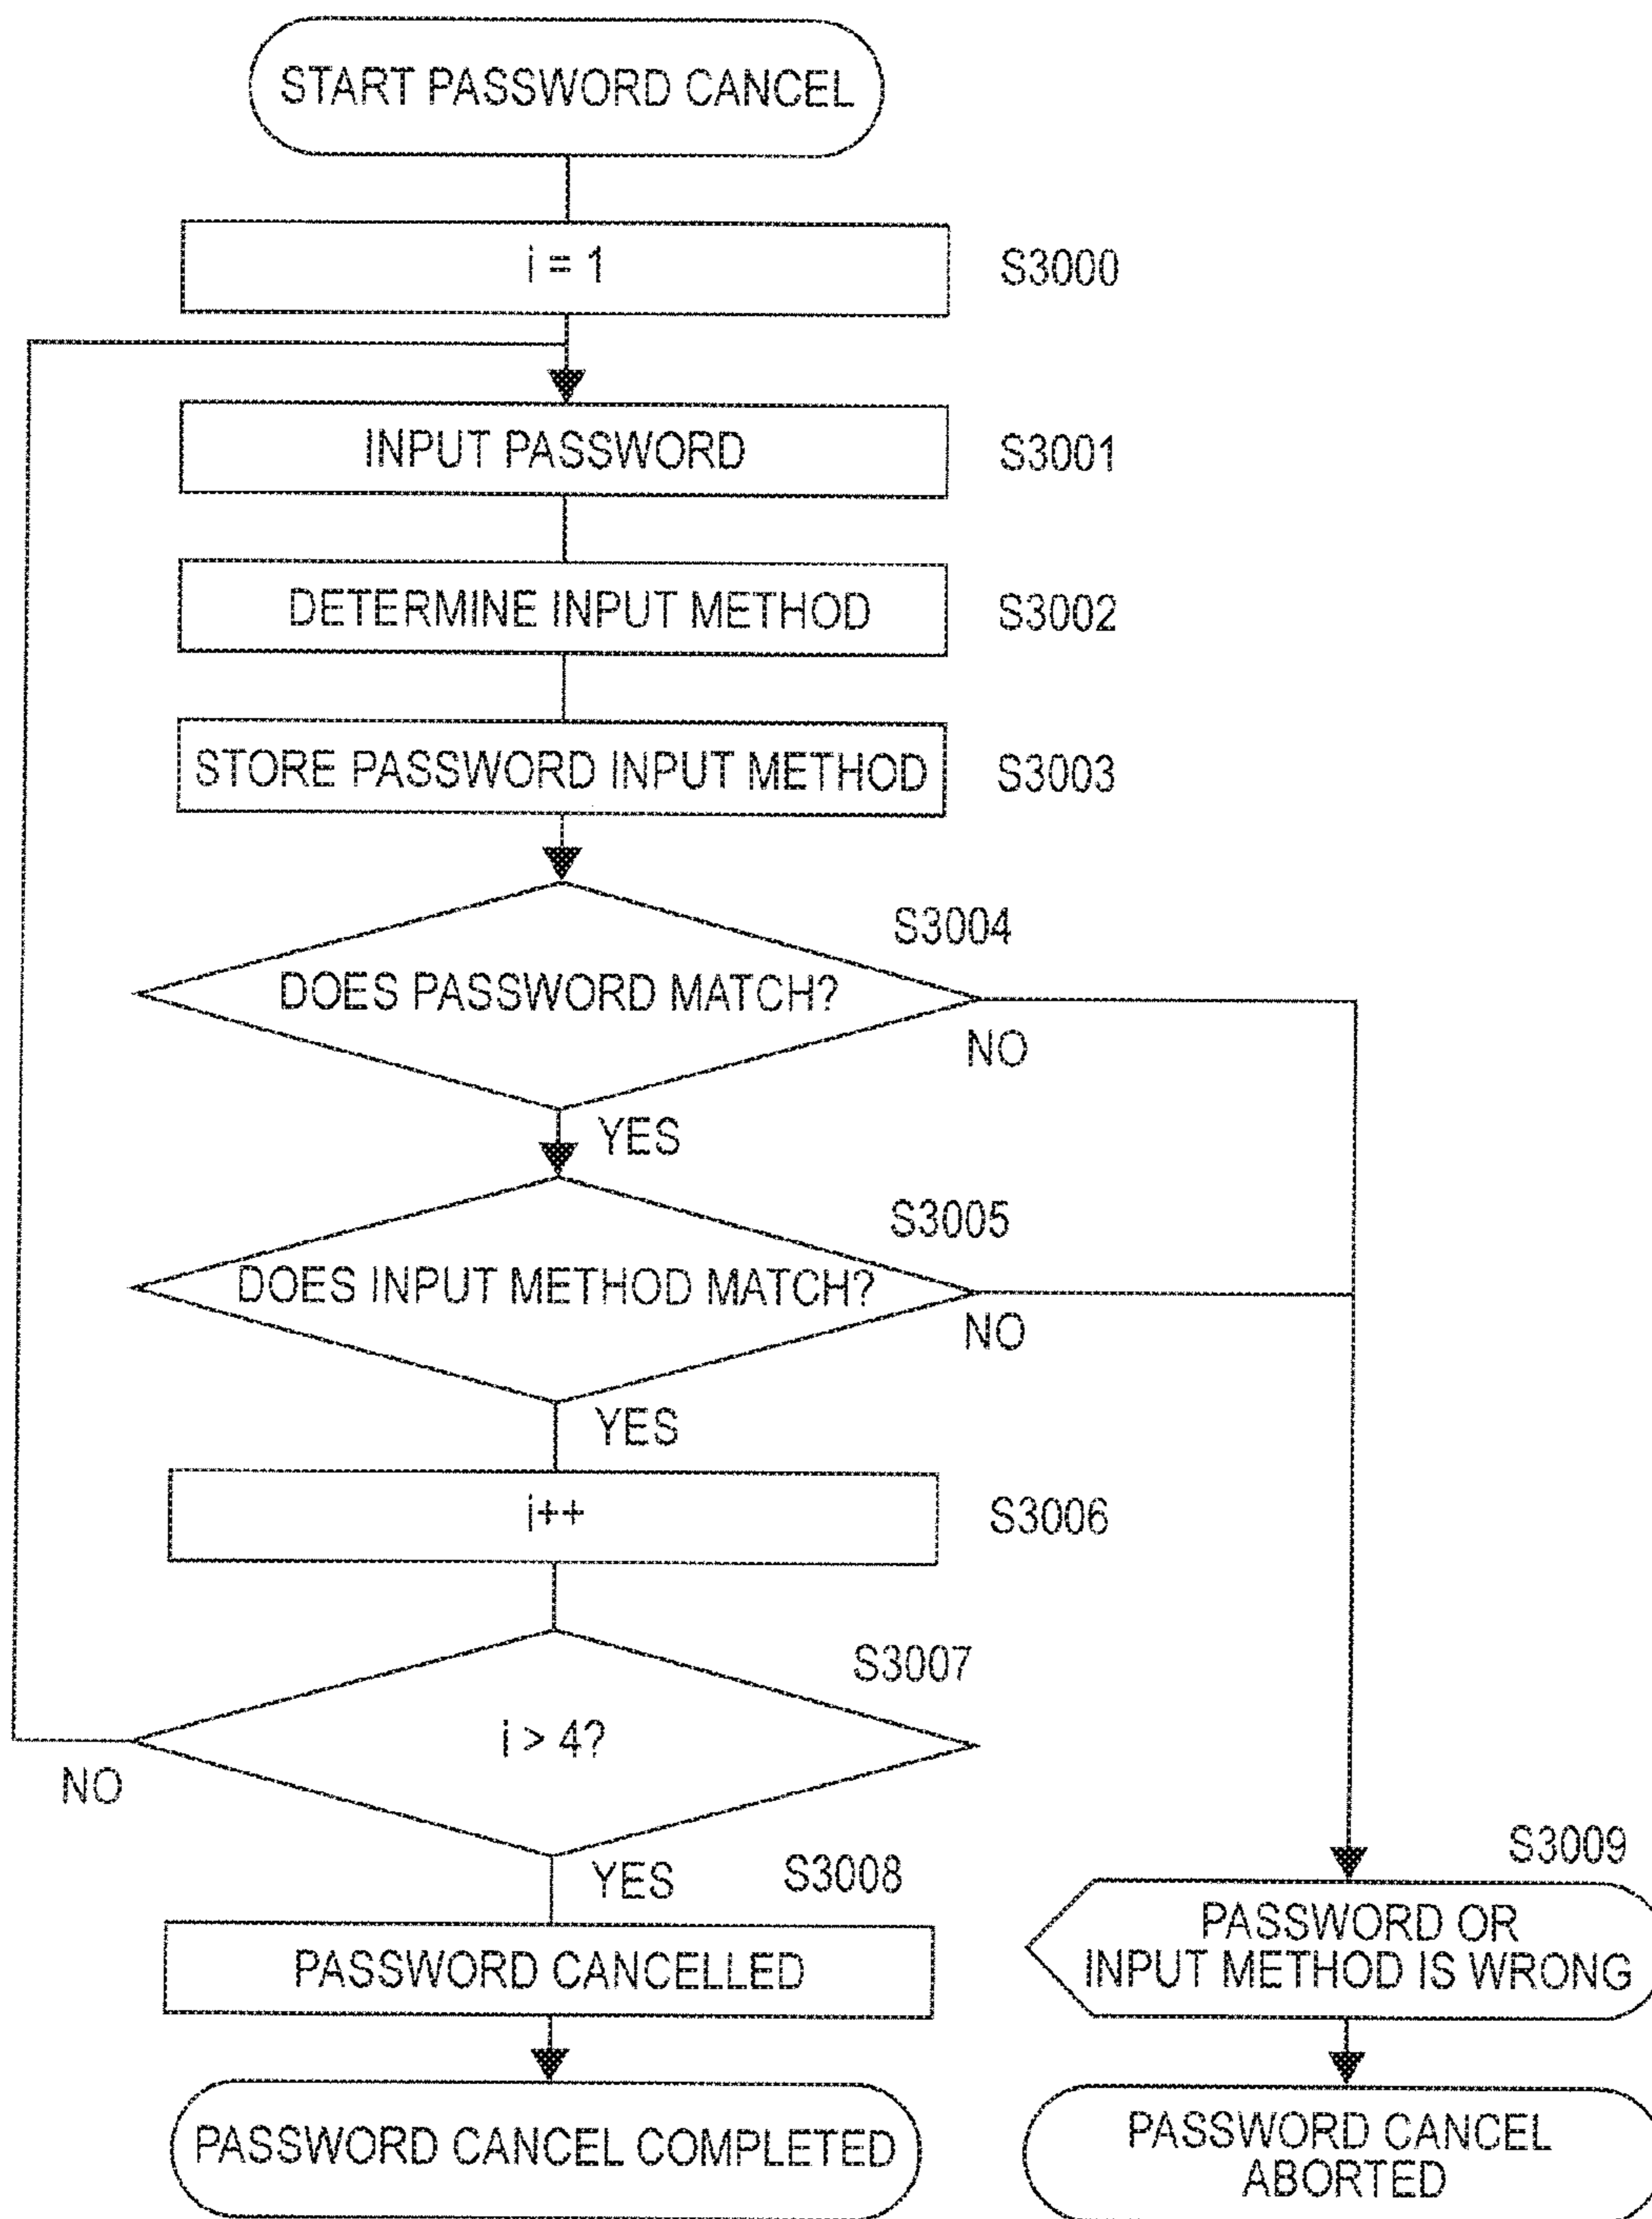 START PASSWORD CANCEL
i = 1
S3000
INPUT PASSWORD
S3001
DETERMINE INPUT METHOD
S3002
STORE PASSWORD INPUT METHOD
S3003
S3004
DOES PASSWORD MATCH?
NO
YES
S3005
DOES INPUT METHOD MATCH?
NO
YES
i++
S3006
S3007
i > 4?
NO
YES
S3008
PASSWORD CANCELLED
PASSWORD CANCEL COMPLETED
S3009
PASSWORD OR
INPUT METHOD IS WRONG
PASSWORD CANCEL
ABORTED